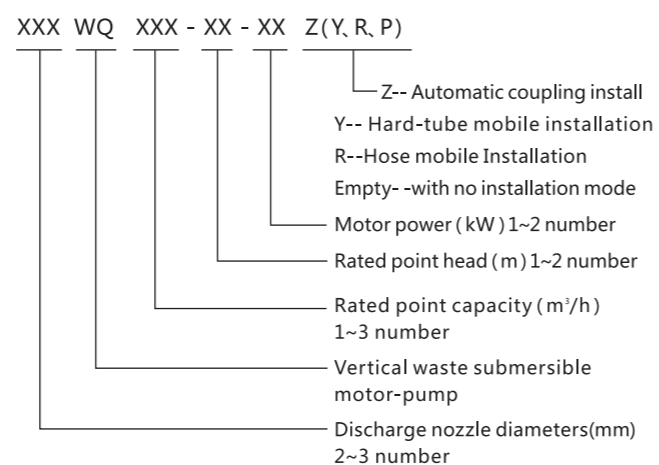 XXX WQ XXX - XX - XX Z(Y、R、P)
Z-- Automatic coupling install
Y-- Hard-tube mobile installation
R--Hose mobile Installation
Empty- -with no installation mode
Motor power ( kW ) 1~2 number
Rated point head ( m ) 1~2 number
Rated point capacity ( m³/h )
1~3 number
Vertical waste submersible
motor-pump
Discharge nozzle diameters(mm)
2~3 number